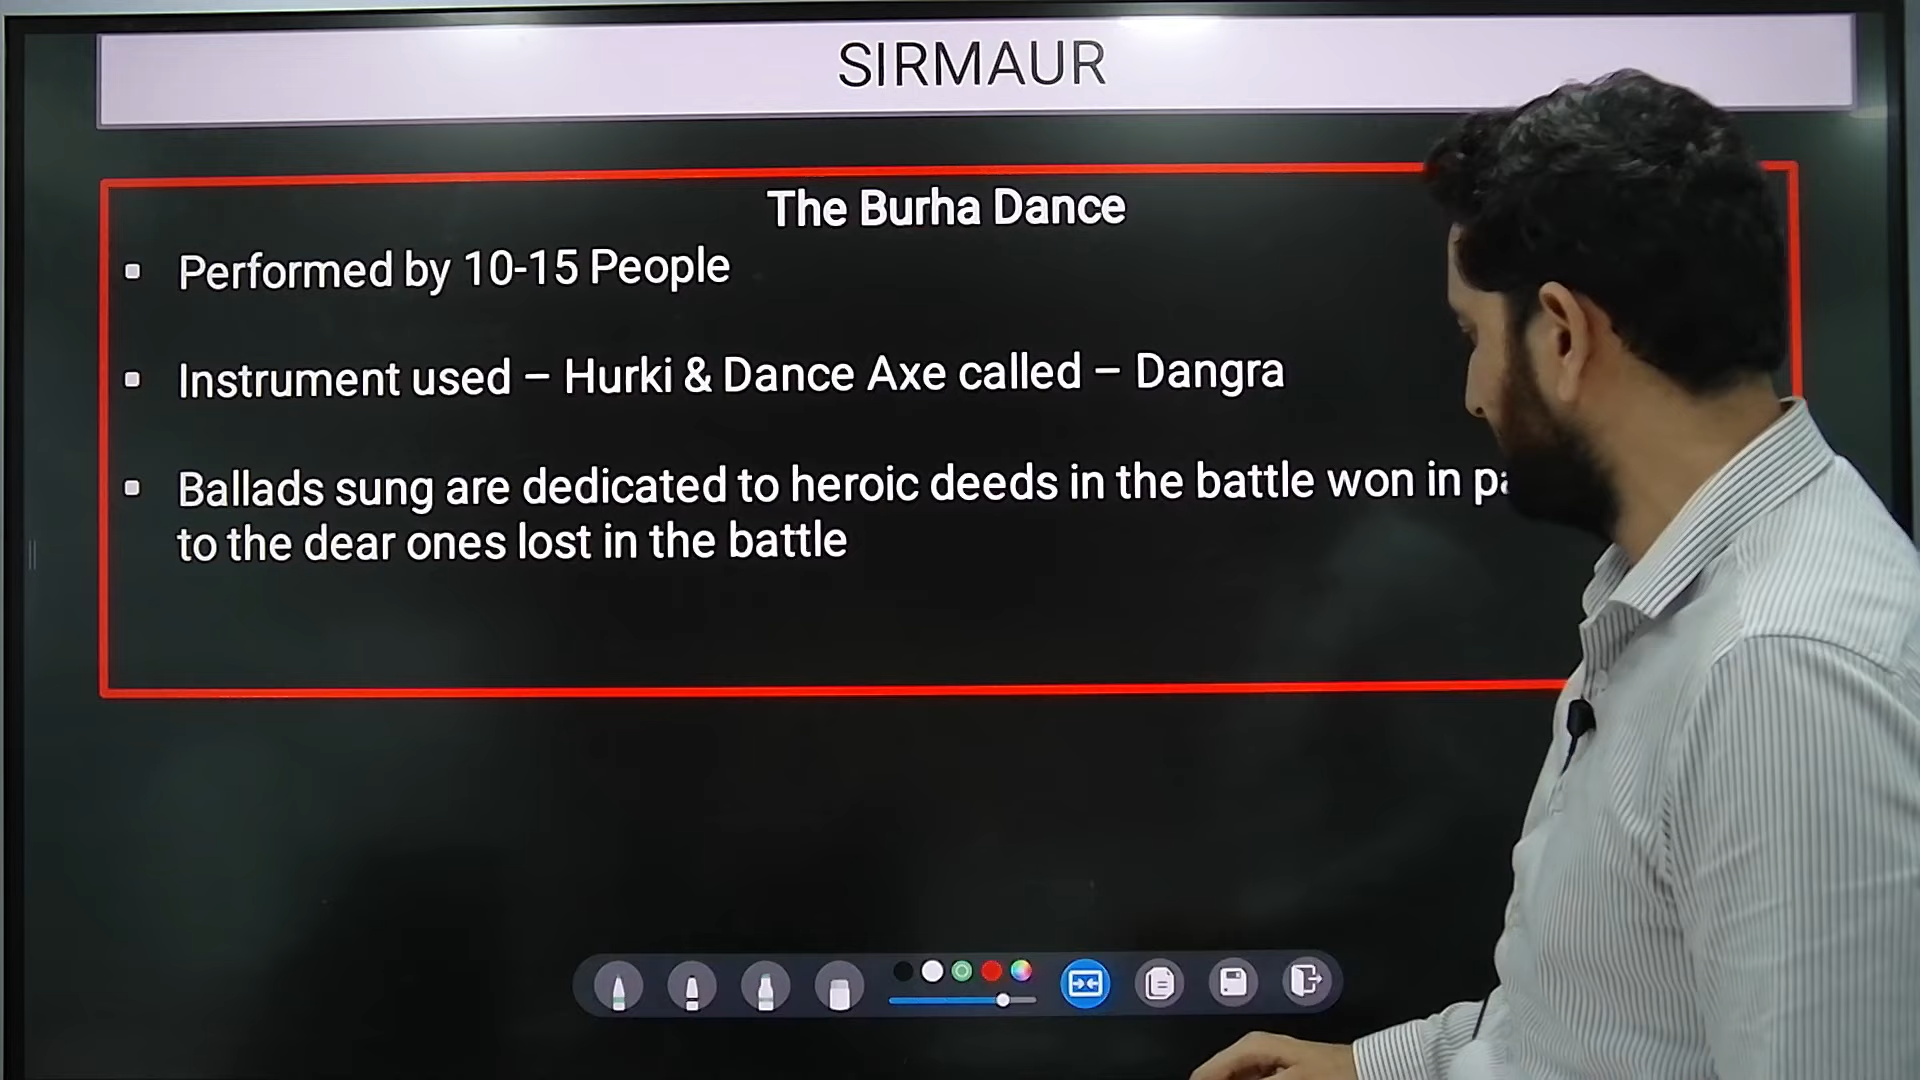 SIRMAUR
The Burha Dance
▪ Performed by 10-15 People
▪ Instrument used – Hurki & Dance Axe called – Dangra
▪ Ballads sung are dedicated to heroic deeds in the battle won in
to the dear ones lost in the battle